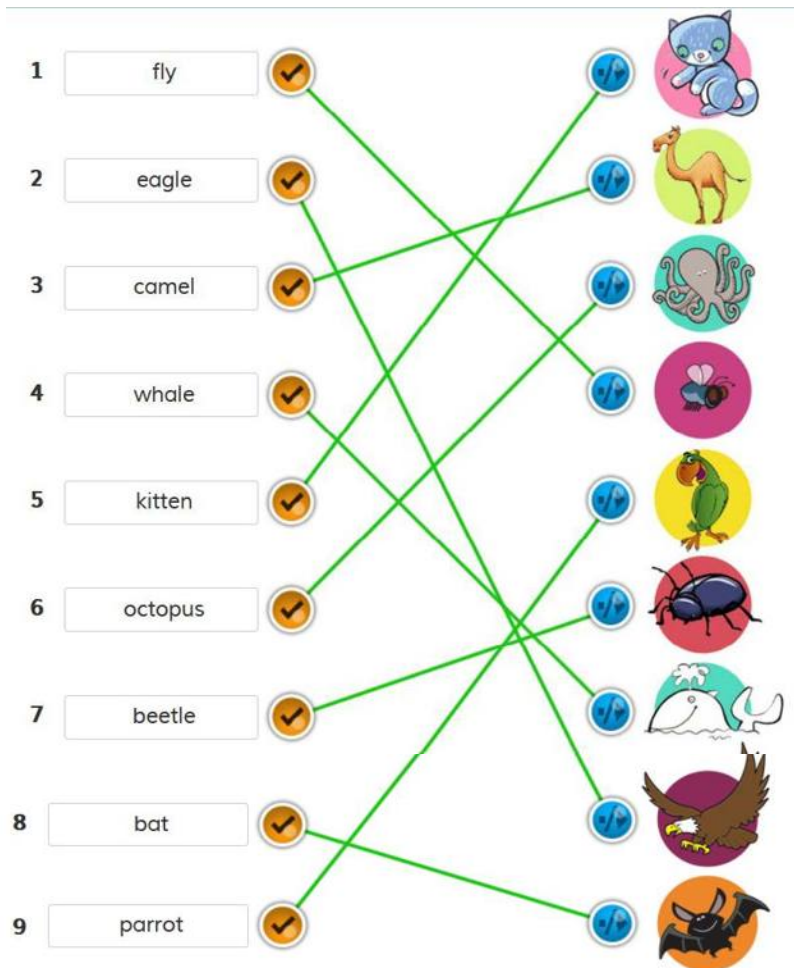 1 fly
2 eagle
3 camel
4 whale
5 kitten
6 octopus
7 beetle
8 bat
9 parrot